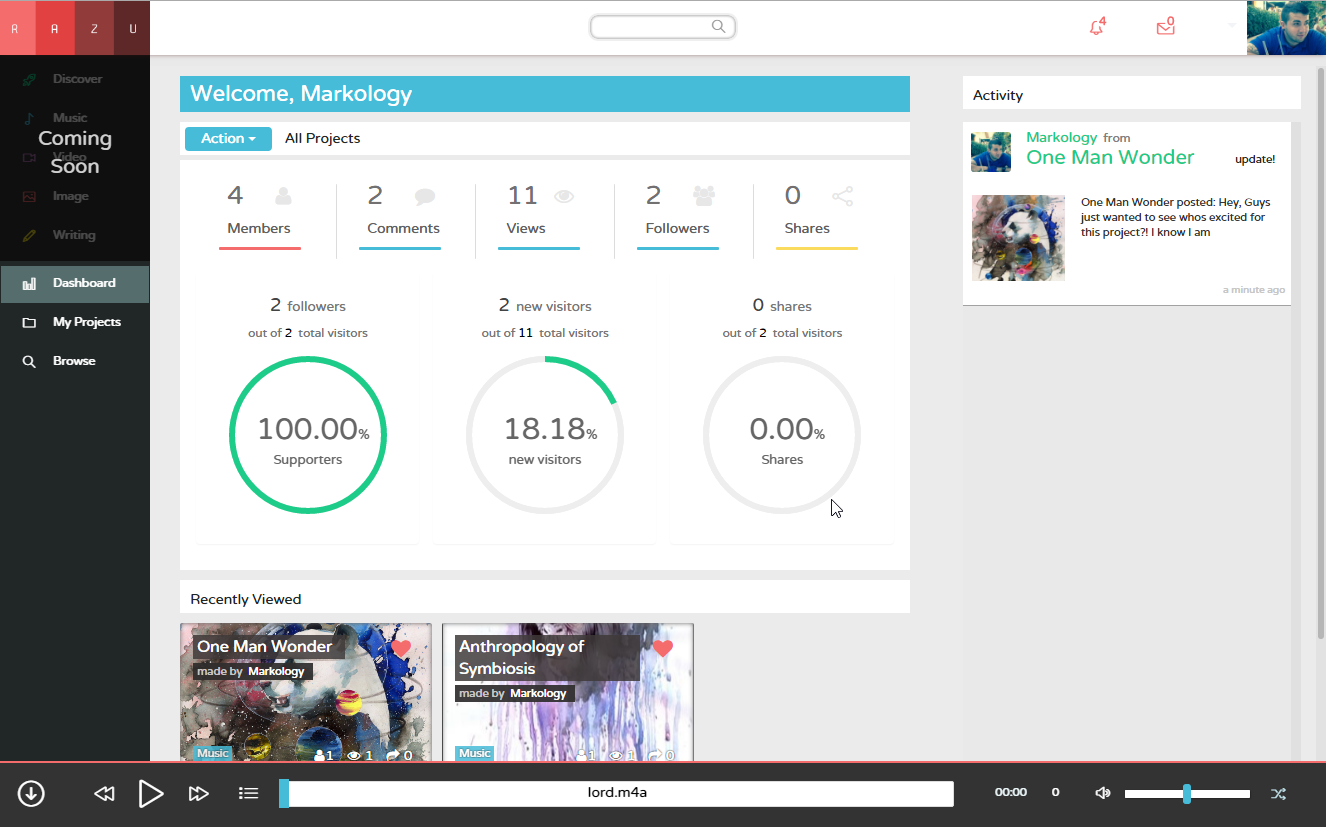 R A Z U
4
0
Discover
Music
Coming
Video
Soon
Image
Writing
Dashboard
My Projects
Browse
Welcome, Markology
Action
All Projects
4
Members
2
Comments
11
Views
2
Followers
0
Shares
2 followers
out of 2 total visitors
100.00%
Supporters
2 new visitors
out of 11 total visitors
18.18%
new visitors
0 shares
out of 2 total visitors
0.00%
Shares
Recently Viewed
One Man Wonder
made by Markology
Music
1 1 0
Anthropology of
Symbiosis
made by Markology
Music
1 1 0
Activity
Markology from
One Man Wonder update!
One Man Wonder posted: Hey, Guys
just wanted to see whos excited for
this project?! I know I am
a minute ago
lord.m4a
00:00 0